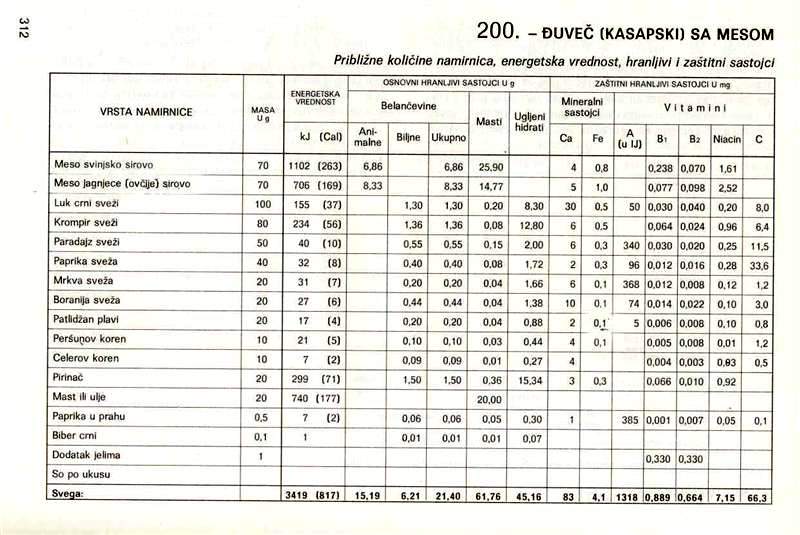 312
200. – ĐUVEČ (KASAPSKI) SA MESOM
Približne količine namirnica, energetska vrednost, hranljivi i zaštitni sastojci
VRSTA NAMIRNICE MASA U g ENERGETSKA VREDNOST OSNOVNI HRANLJIVI SASTOJCI U g ZAŠTITNI HRANLJIVI SASTOJCI U mg
Belančevine Masti Ugljeni hidrati Mineralni sastojci Vitamini
kJ (Cal) Ani-malne Biljne Ukupno Ca Fe A (u IJ) B1 B2 Niacin C
Meso svinjsko sirovo 70 1102 (263) 6,86 6,86 25,90 4 0,8 0,238 0,070 1,61
Meso jagnjece (ovčije) sirovo 70 706 (169) 8,33 8,33 14,77 5 1,0 0,077 0,098 2,52
Luk crni sveži 100 155 (37) 1,30 1,30 0,20 8,30 30 0,5 50 0,030 0,040 0,20 8,0
Krompir sveži 80 234 (56) 1,36 1,36 0,08 12,80 6 0,5 0,064 0,024 0,96 6,4
Paradajz sveži 50 40 (10) 0,55 0,55 0,15 2,00 6 0,3 340 0,030 0,020 0,25 11,5
Paprika sveža 40 32 (8) 0,40 0,40 0,08 1,72 2 0,3 96 0,012 0,016 0,28 33,6
Mrkva sveža 20 31 (7) 0,20 0,20 0,04 1,66 6 0,1 368 0,012 0,008 0,12 1,2
Boranija sveža 20 27 (6) 0,44 0,44 0,04 1,38 10 0,1 74 0,014 0,022 0,10 3,0
Patlidžan plavi 20 17 (4) 0,20 0,20 0,04 0,88 2 0,1 5 0,006 0,008 0,10 0,8
Peršunov koren 10 21 (5) 0,10 0,10 0,03 0,44 4 0,1 0,005 0,008 0,01 1,2
Celerov koren 10 7 (2) 0,09 0,09 0,01 0,27 4 0,004 0,003 0,03 0,5
Pirinač 20 299 (71) 1,50 1,50 0,36 15,34 3 0,3 0,066 0,010 0,92
Mast ili ulje 20 740 (177) 20,00
Paprika u prahu 0,5 7 (2) 0,06 0,06 0,05 0,30 1 385 0,001 0,007 0,05 0,1
Biber crni 0,1 1 0,01 0,01 0,01 0,07
Dodatak jelima 1 0,330 0,330
So po ukusu
Svega: 3419 (817) 15,19 6,21 21,40 61,76 45,16 83 4,1 1318 0,889 0,664 7,15 66,3